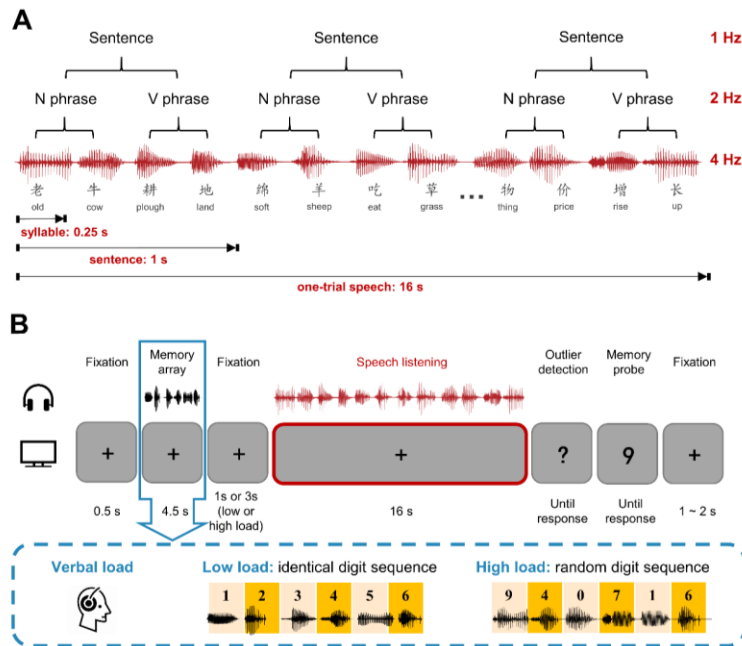 A
Sentence Sentence Sentence 1 Hz
N phrase V phrase N phrase V phrase N phrase V phrase 2 Hz
4 Hz
老 牛 耕 地 绵 羊 吃 草 ... 物 价 增 长
old cow plough land soft sheep eat grass thing price rise up
syllable: 0.25 s
sentence: 1 s
one-trial speech: 16 s
B
Fixation Memory array Fixation Speech listening Outlier detection Memory probe Fixation
+ + + + ? 9 +
0.5 s 4.5 s 1s or 3s (low or high load) 16 s Until response Until response 1 ~ 2 s
Verbal load Low load: identical digit sequence High load: random digit sequence
1 2 3 4 5 6 9 4 0 7 1 6